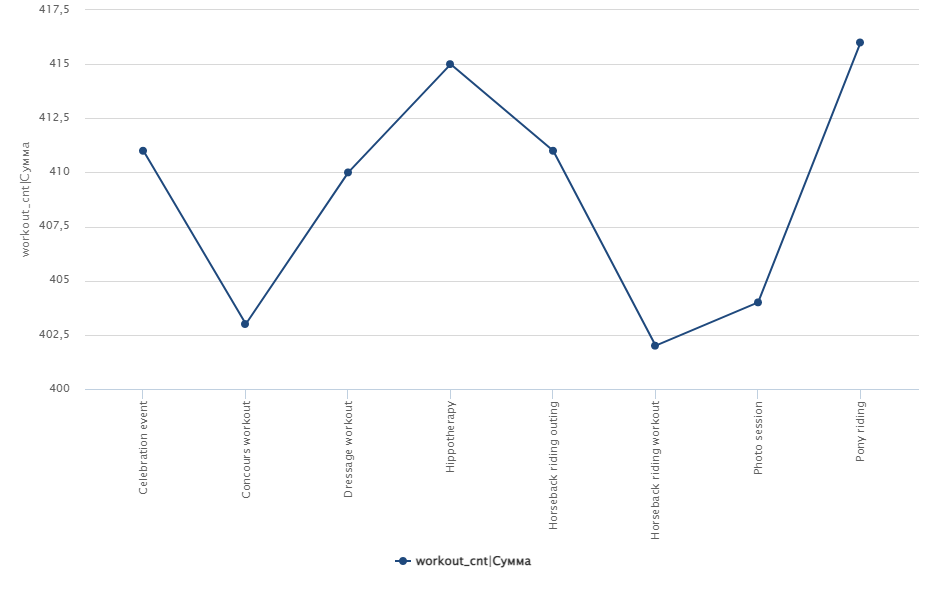 417,5
415
412,5
410
407,5
405
402,5
400
workout_cnt|Сумма
Celebration event
Concours workout
Dressage workout
Hippotherapy
Horseback riding outing
Horseback riding workout
Photo session
Pony riding
workout_cnt|Сумма